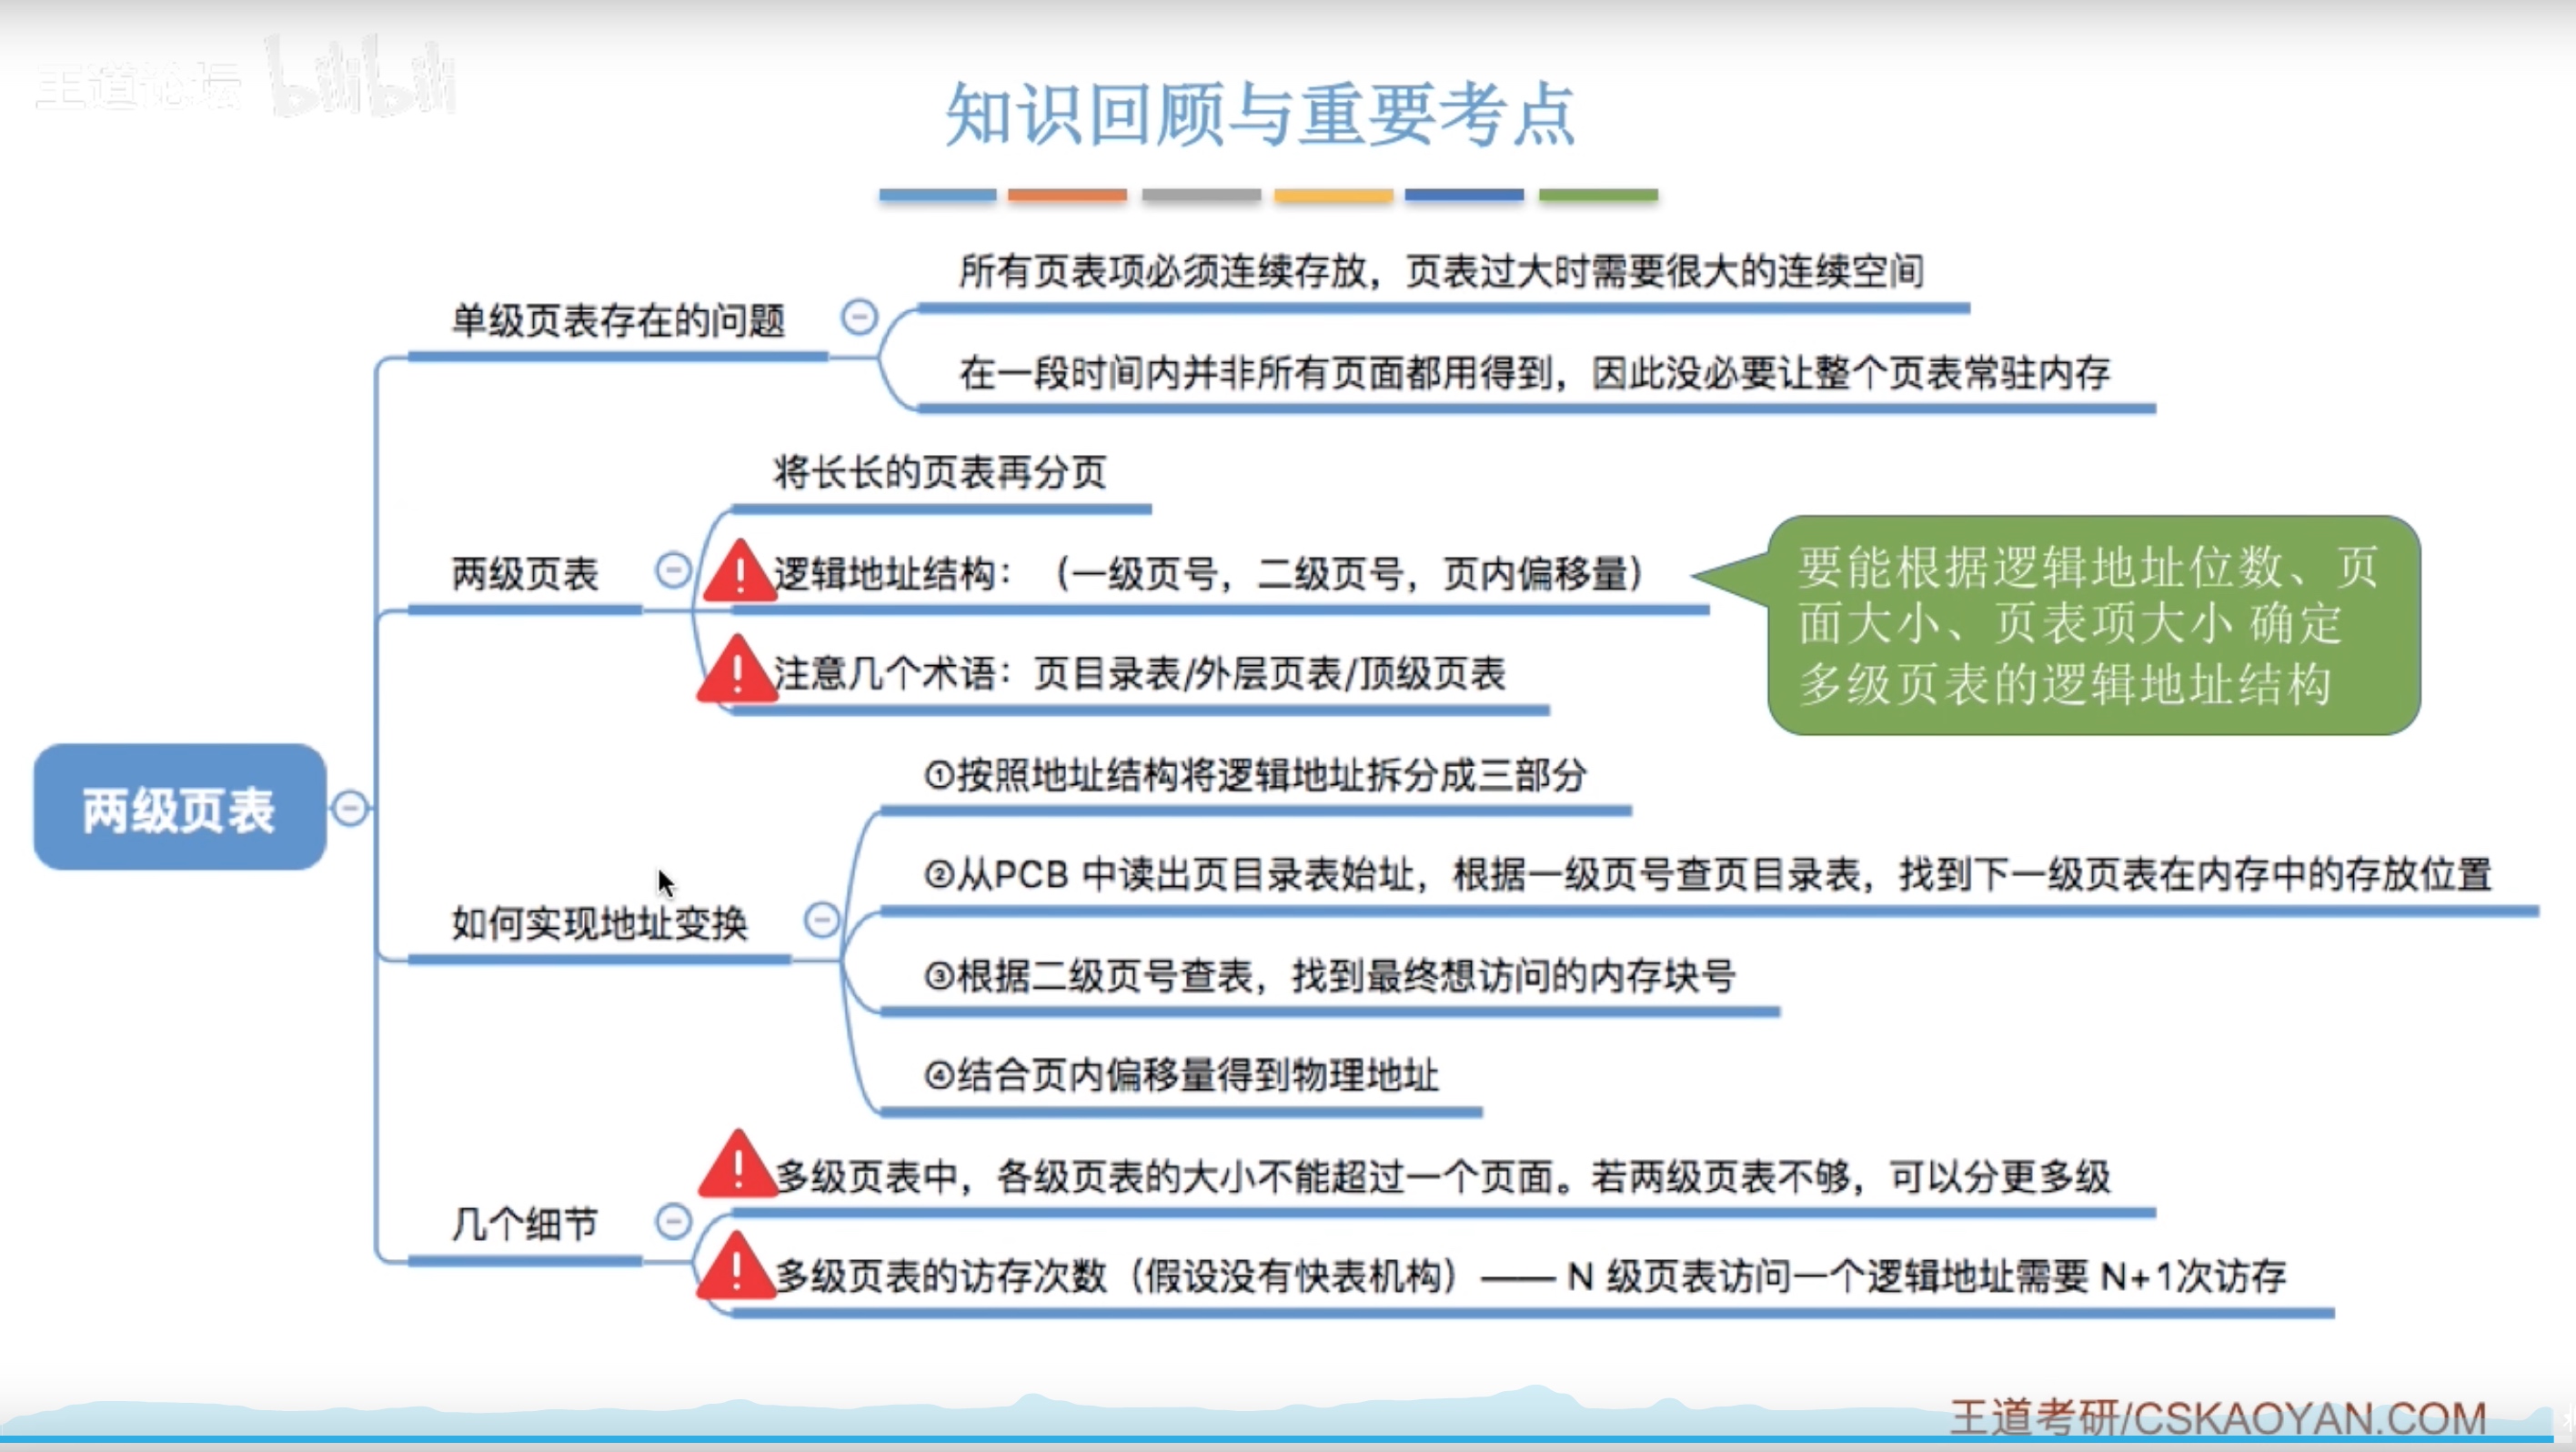 王道论坛 bilibili
知识回顾与重要考点
所有页表项必须连续存放，页表过大时需要很大的连续空间
单级页表存在的问题
在一段时间内并非所有页面都用得到，因此没必要让整个页表常驻内存
将长长的页表再分页
两级页表
逻辑地址结构：（一级页号，二级页号，页内偏移量）
注意几个术语：页目录表/外层页表/顶级页表
要能根据逻辑地址位数、页
面大小、页表项大小 确定
多级页表的逻辑地址结构
两级页表
①按照地址结构将逻辑地址拆分成三部分
②从PCB 中读出页目录表始址，根据一级页号查页目录表，找到下一级页表在内存中的存放位置
如何实现地址变换
③根据二级页号查表，找到最终想访问的内存块号
④结合页内偏移量得到物理地址
多级页表中，各级页表的大小不能超过一个页面。若两级页表不够，可以分更多级
几个细节
多级页表的访存次数（假设没有快表机构）—— N 级页表访问一个逻辑地址需要 N+1次访存
王道考研/CSKAOYAN.COM